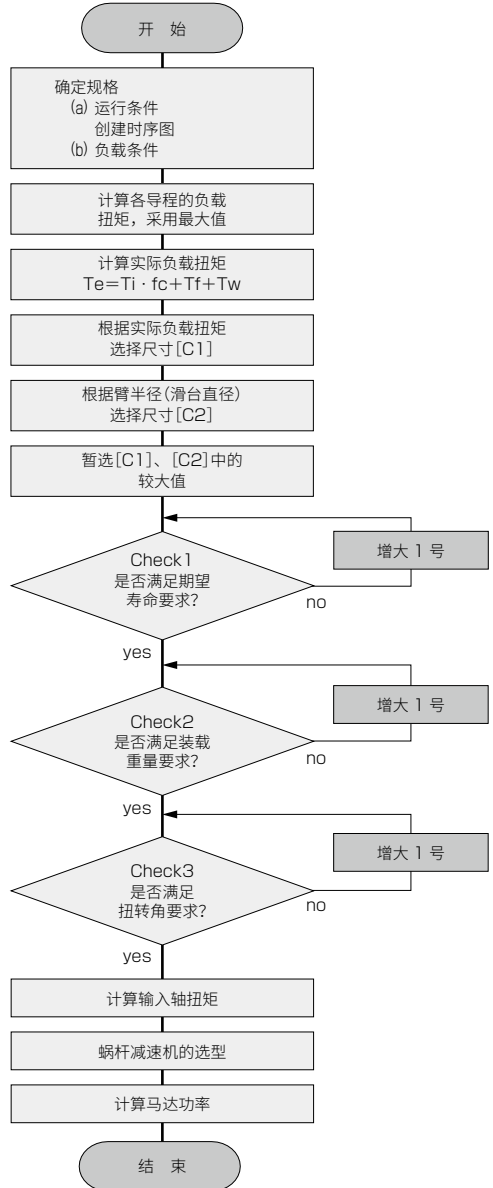 开 始
确定规格
(a) 运行条件
创建时序图
(b) 负载条件
计算各导程的负载
扭矩，采用最大值
计算实际负载扭矩
Te＝Ti · fc＋Tf＋Tw
根据实际负载扭矩
选择尺寸[C1]
根据臂半径(滑台直径)
选择尺寸[C2]
暂选[C1]、[C2]中的
较大值
增大 1 号
Check1
是否满足期望
寿命要求?
no
yes
增大 1 号
Check2
是否满足装载
重量要求?
no
yes
增大 1 号
Check3
是否满足
扭转角要求?
no
yes
计算输入轴扭矩
蜗杆减速机的选型
计算马达功率
结 束